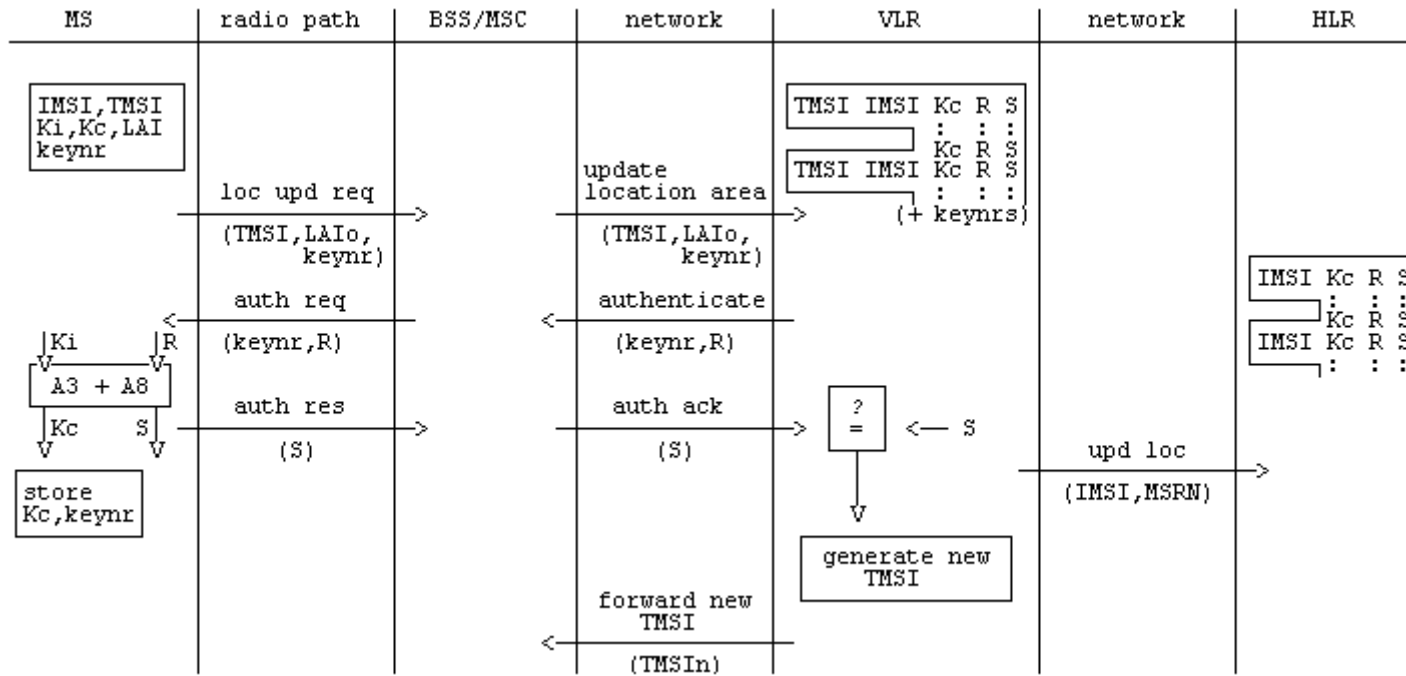 MS radio path BSS/MSC network VLR network HLR
IMSI,TMSI
Ki,Kc,LAI
keynr
TMSI IMSI Kc R S
: : :
Kc R S
TMSI IMSI Kc R S
: : :
(+ keynrs)
loc upd req
(TMSI,LAIo,
keynr)
update
location area
(TMSI,LAIo,
keynr)
IMSI Kc R S
: : :
Kc R S
IMSI Kc R S
: : :
auth req
(keynr,R)
authenticate
(keynr,R)
Ki R
A3 + A8
Kc S
auth res
(S)
auth ack
(S)
?
=
S
upd loc
(IMSI,MSRN)
store
Kc,keynr
generate new
TMSI
forward new
TMSI
(TMSIn)